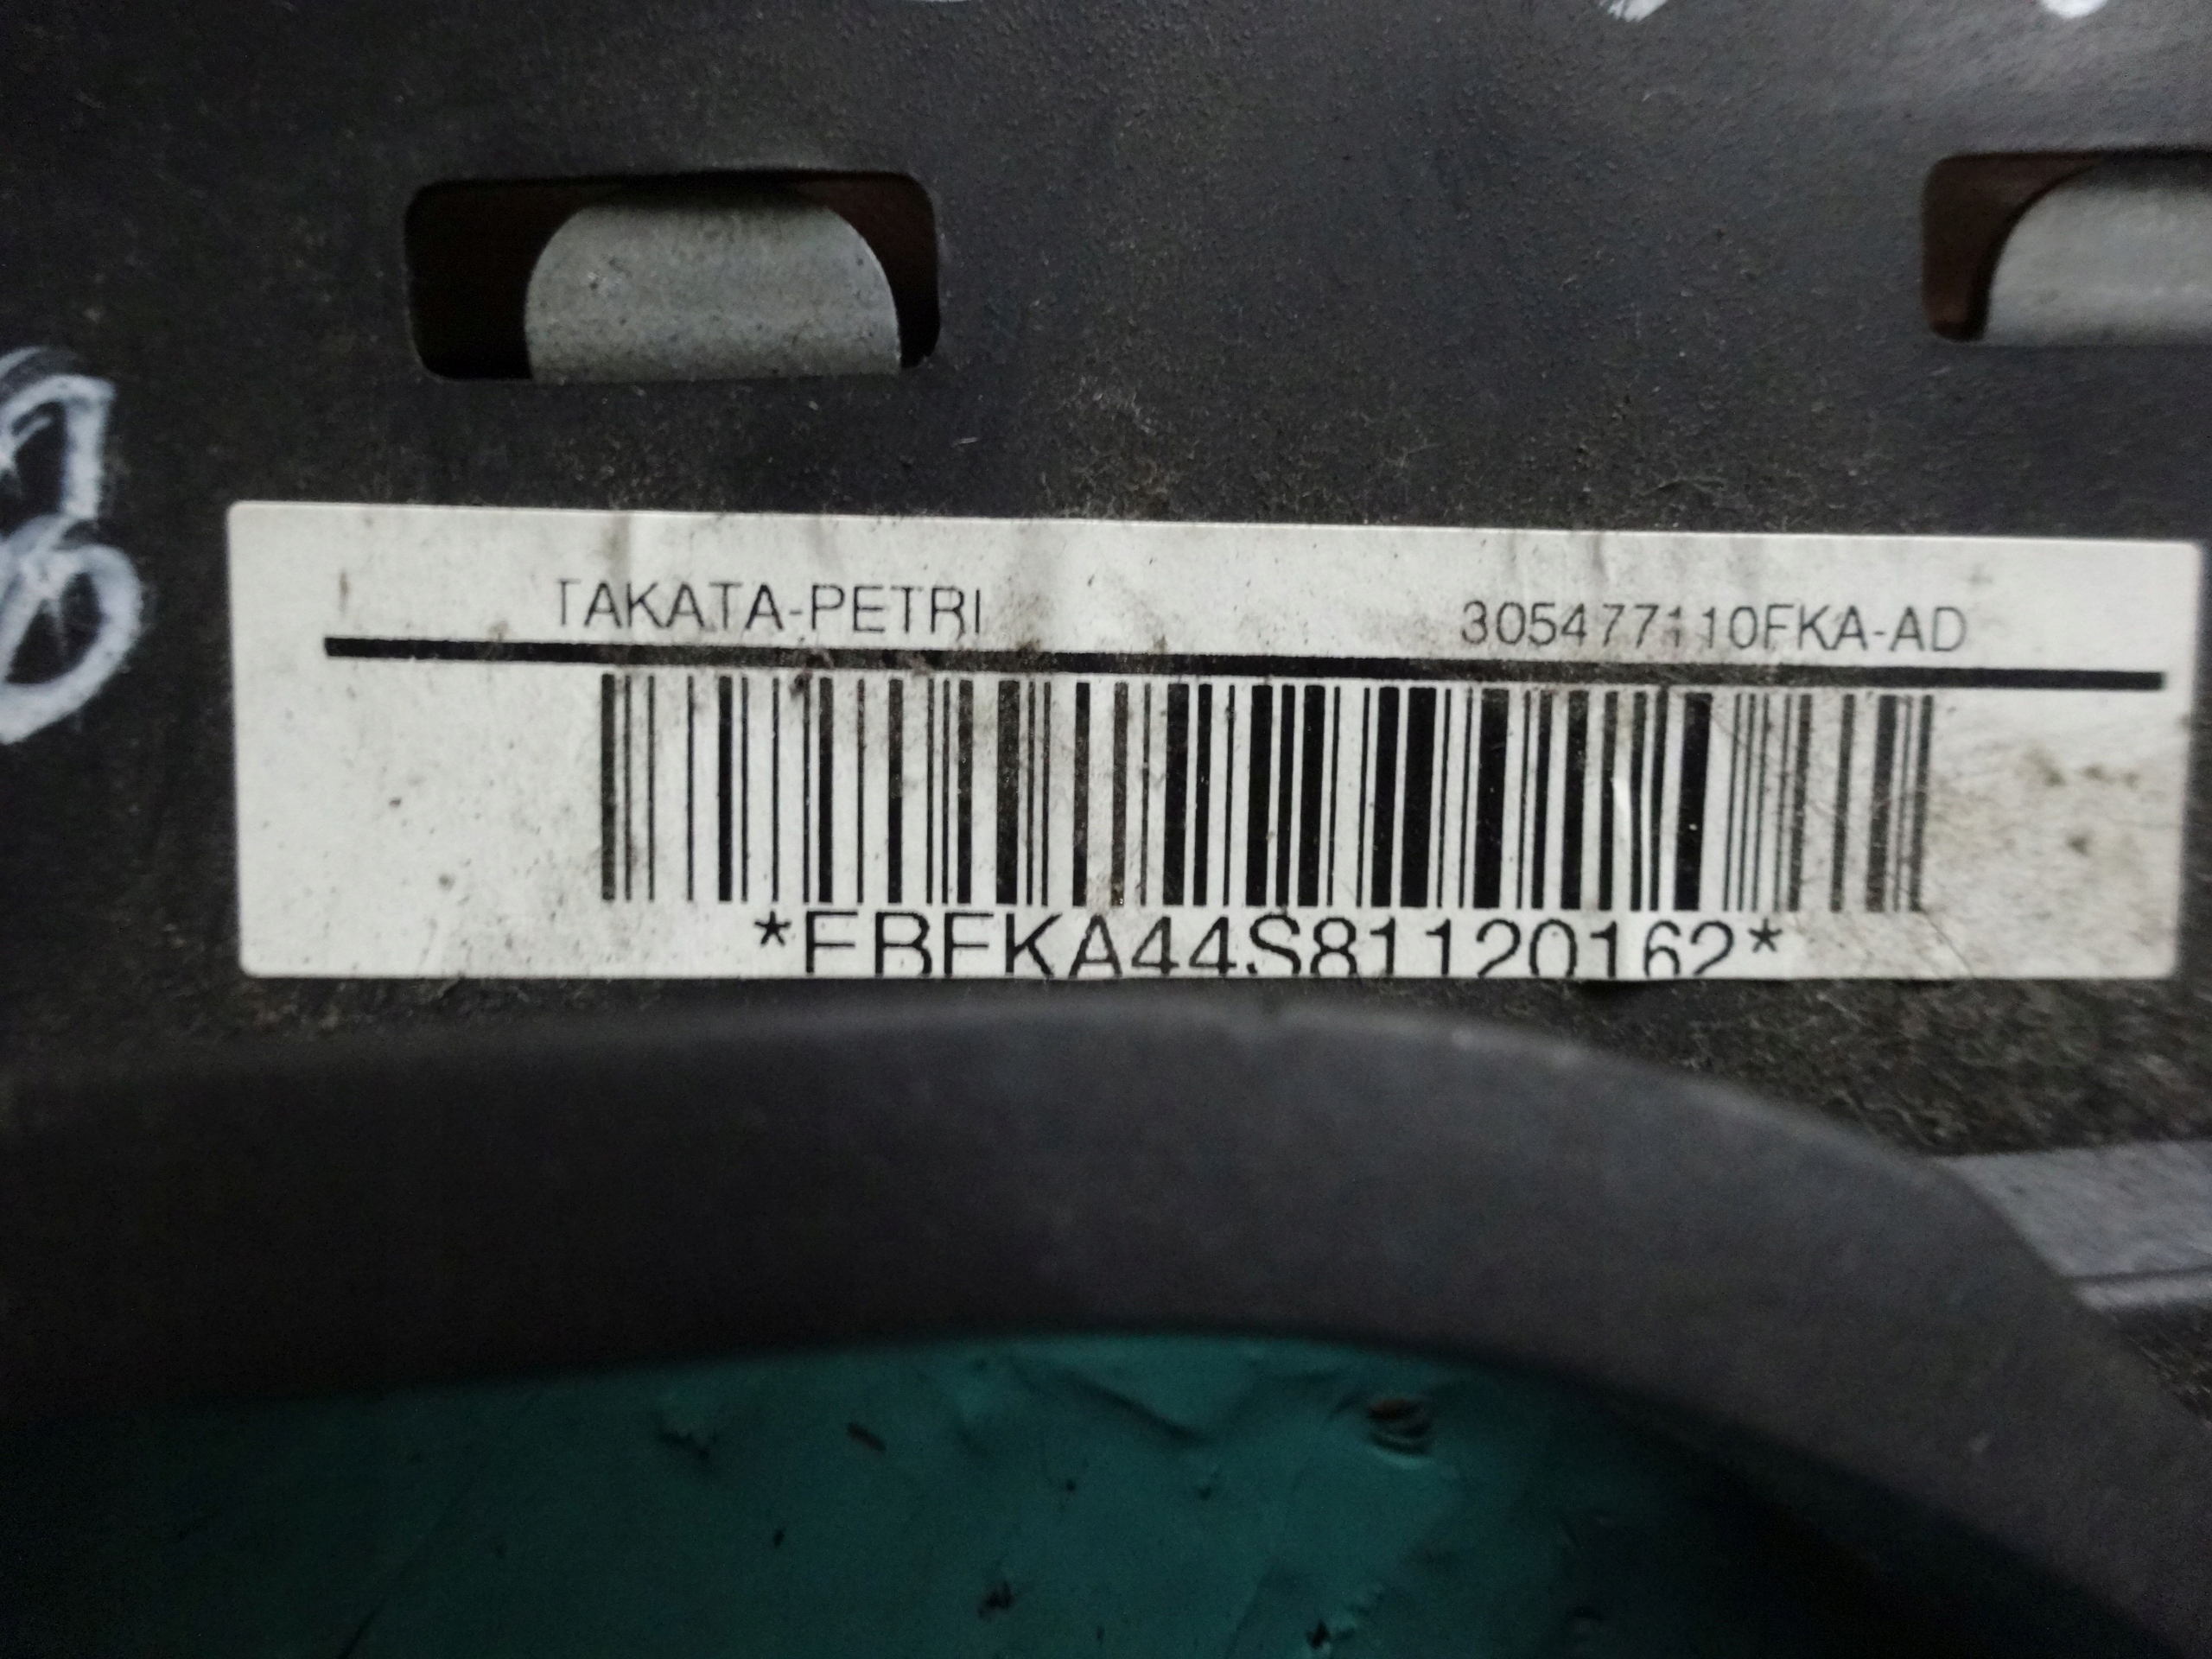 TAKATA-PETRI
305477110FKA-AD
*EBFKA44S81120162*